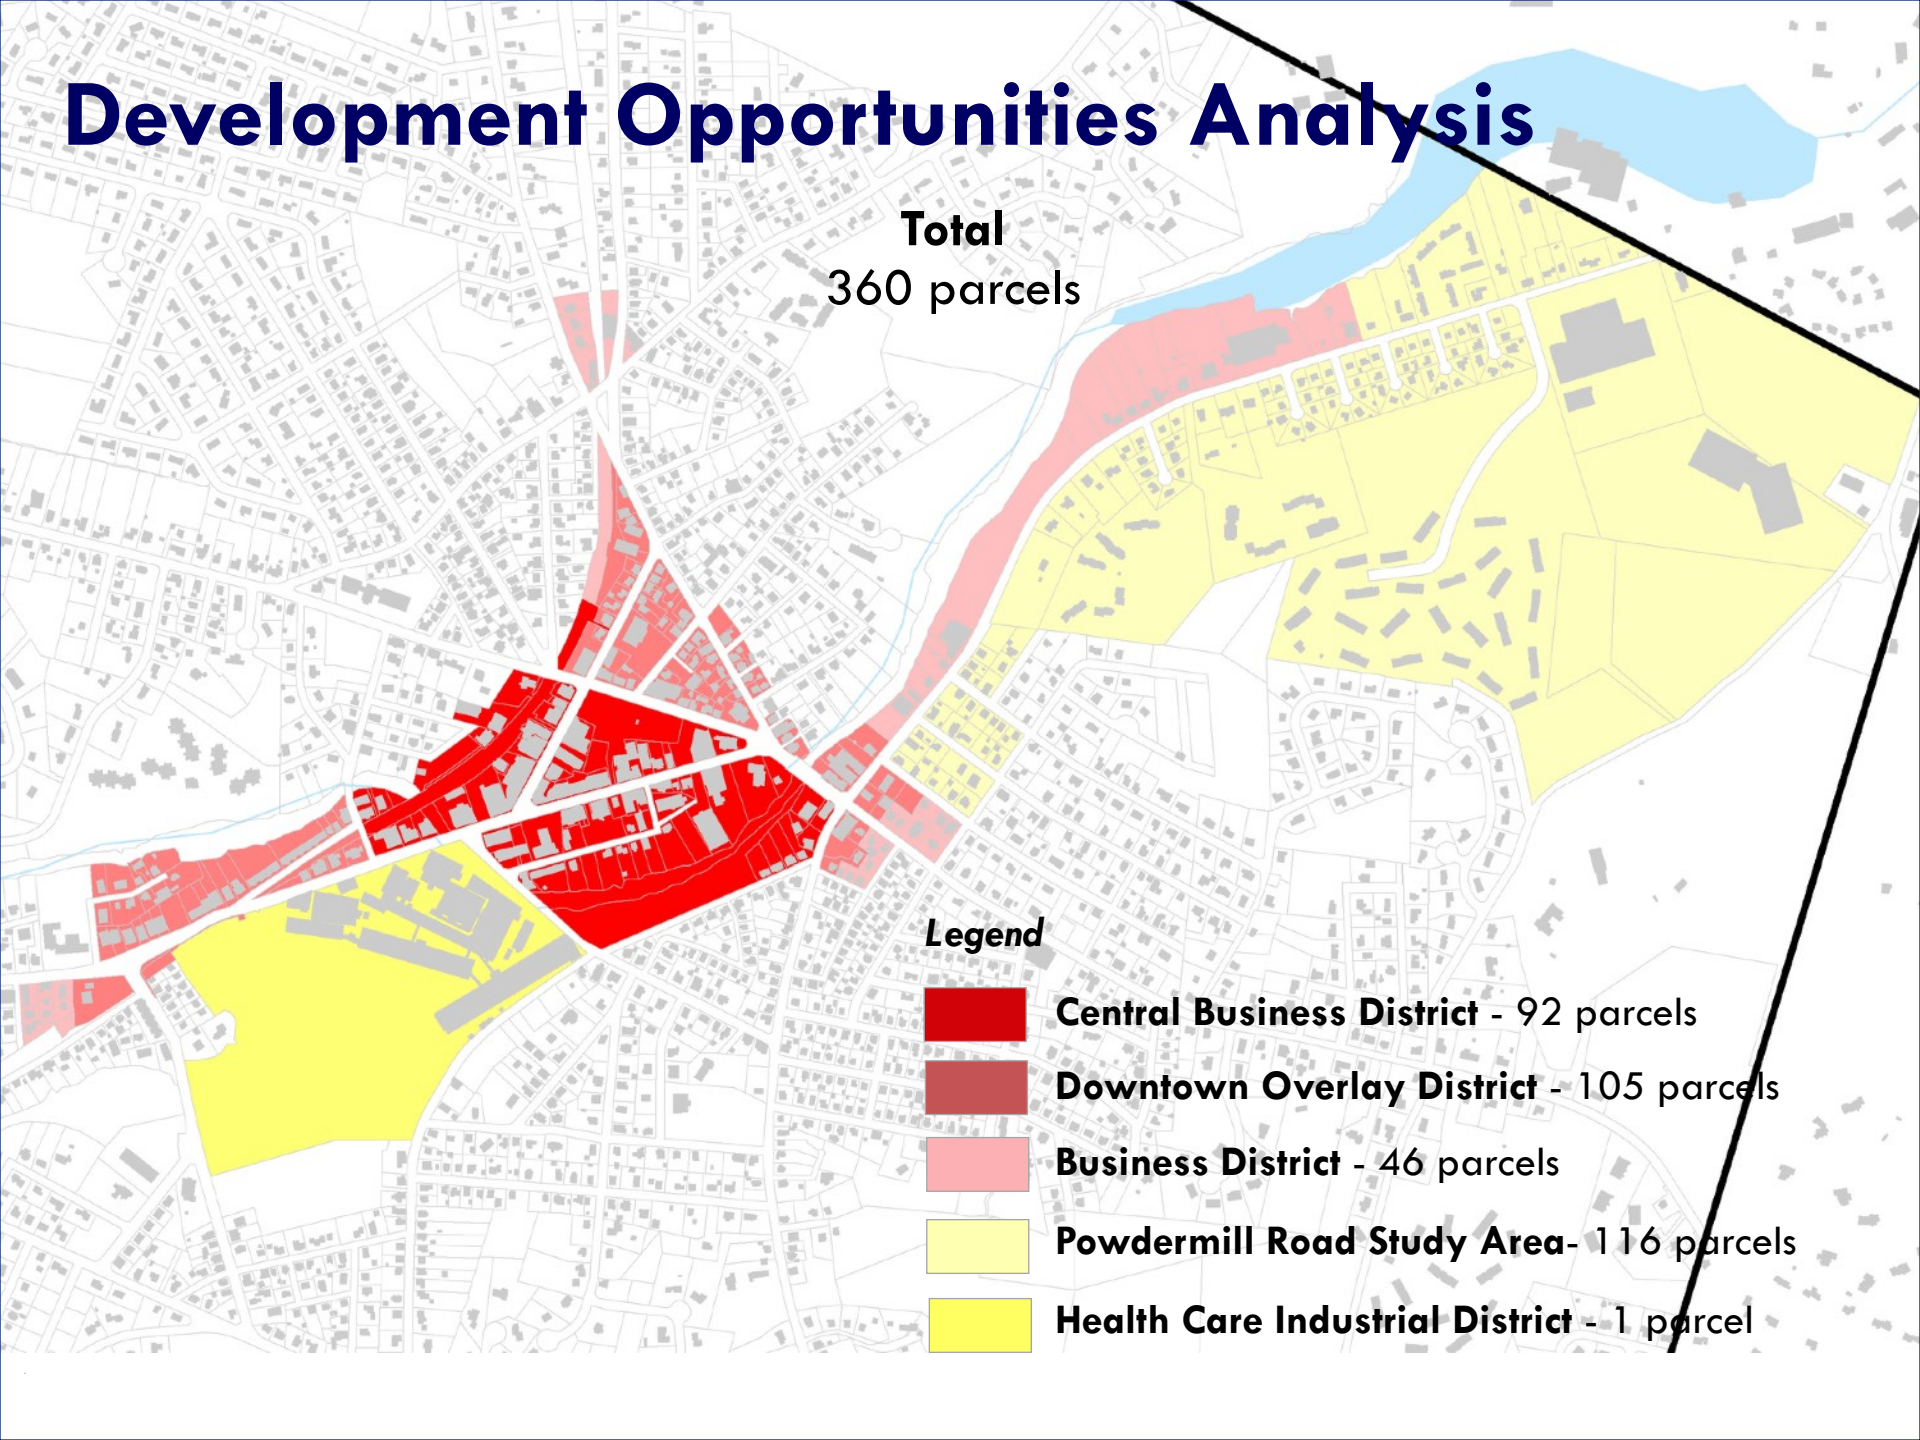 Development Opportunities Analysis
Total
360 parcels
Legend
Central Business District - 92 parcels
Downtown Overlay District - 105 parcels
Business District - 46 parcels
Powdermill Road Study Area- 116 parcels
Health Care Industrial District - 1 parcel